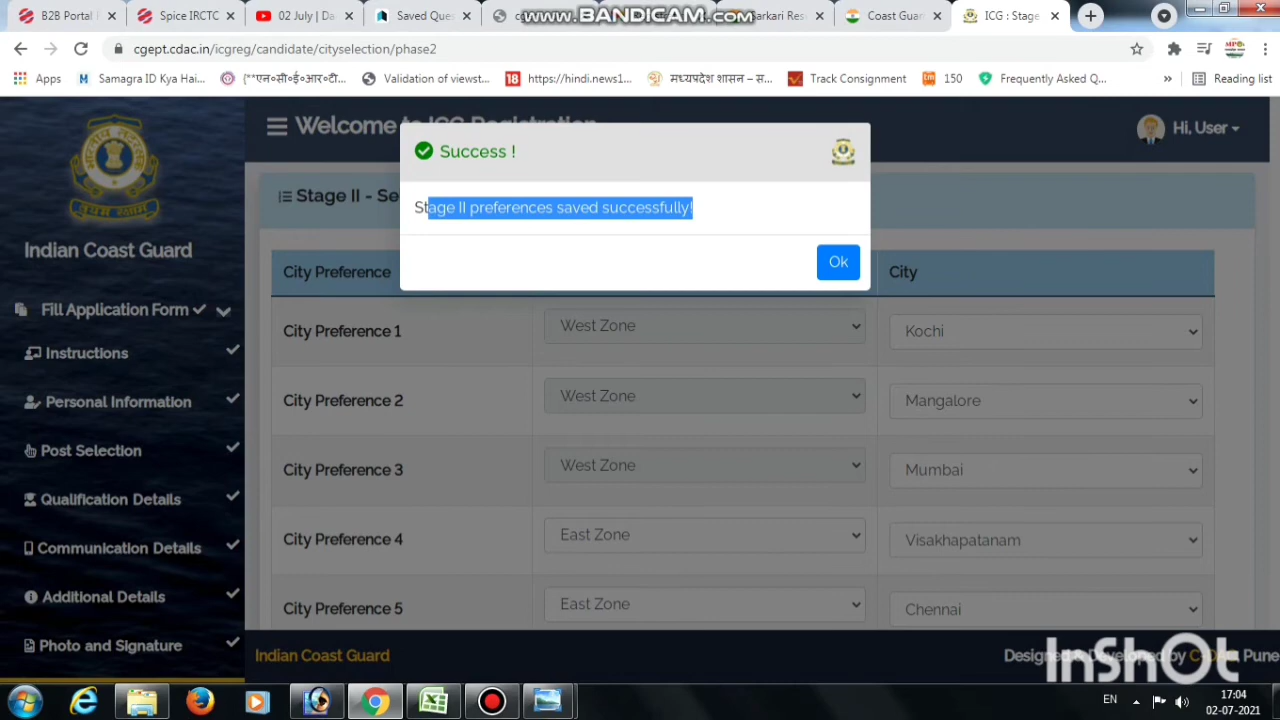 B2B Portal F
Spice IRCTC
02 July | Da
Saved Ques
www.BANDICAM.com
arkari Res
Coast Guar
ICG : Stage
cgept.cdac.in/icgreg/candidate/cityselection/phase2
Apps
Samagra ID Kya Hai...
{**एन०सी०ई०आर०टी...
Validation of viewst...
https://hindi.news1...
मध्यप्रदेश शासन – स...
Track Consignment
150
Frequently Asked Q...
»
Reading list
Indian Coast Guard
Fill Application Form
Instructions
Personal Information
Post Selection
Qualification Details
Communication Details
Additional Details
Photo and Signature
Welcome to ICG Registration
Hi, User
Stage II - Se
Success !
Stage II preferences saved successfully!
Ok
City Preference
City
City Preference 1
West Zone
Kochi
City Preference 2
West Zone
Mangalore
City Preference 3
West Zone
Mumbai
City Preference 4
East Zone
Visakhapatanam
City Preference 5
East Zone
Chennai
Indian Coast Guard
Designed & Developed by C-DAC Pune
InShOt
EN
17:04
02-07-2021